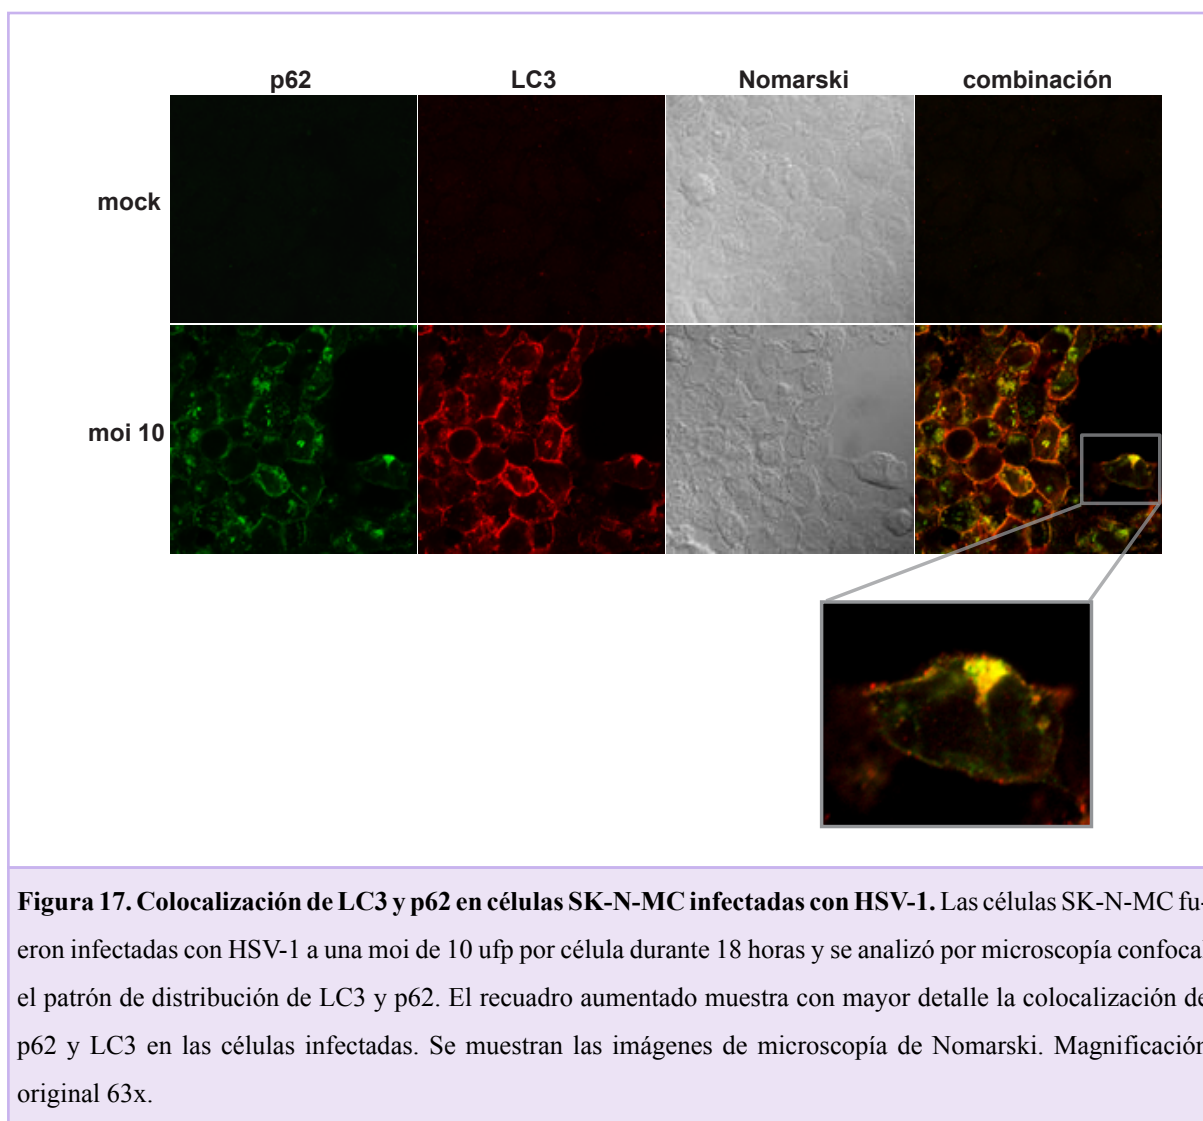 p62 LC3 Nomarski combinación
mock
moi 10
Figura 17. Colocalización de LC3 y p62 en células SK-N-MC infectadas con HSV-1. Las células SK-N-MC fu-
eron infectadas con HSV-1 a una moi de 10 ufp por célula durante 18 horas y se analizó por microscopía confocal
el patrón de distribución de LC3 y p62. El recuadro aumentado muestra con mayor detalle la colocalización de
p62 y LC3 en las células infectadas. Se muestran las imágenes de microscopía de Nomarski. Magnificación
original 63x.